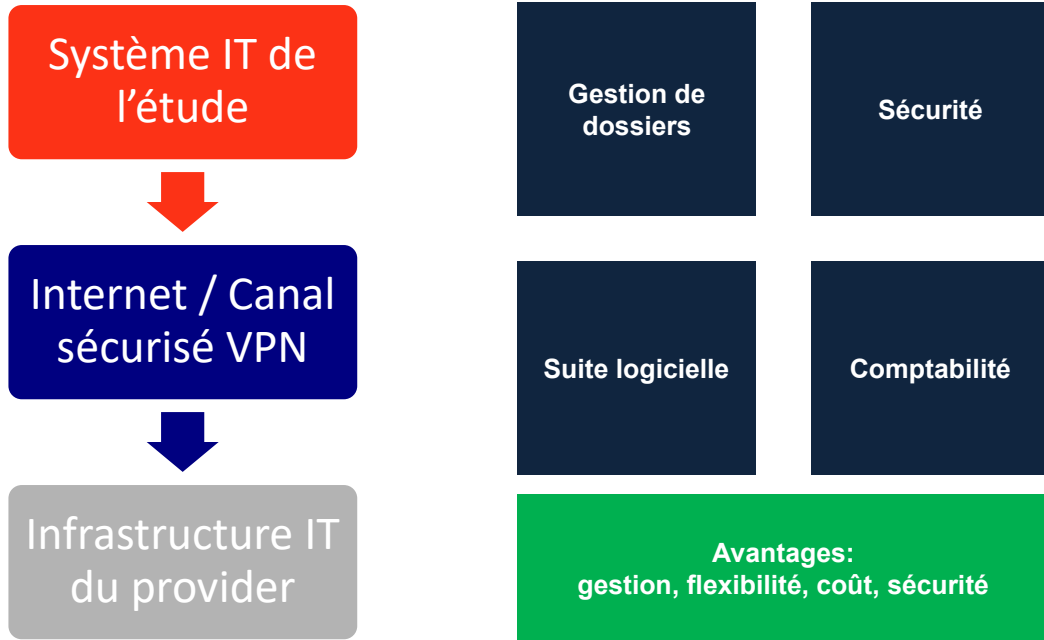 Système IT de
l’étude
Internet / Canal
sécurisé VPN
Infrastructure IT
du provider
Gestion de
dossiers
Sécurité
Suite logicielle
Comptabilité
Avantages:
gestion, flexibilité, coût, sécurité